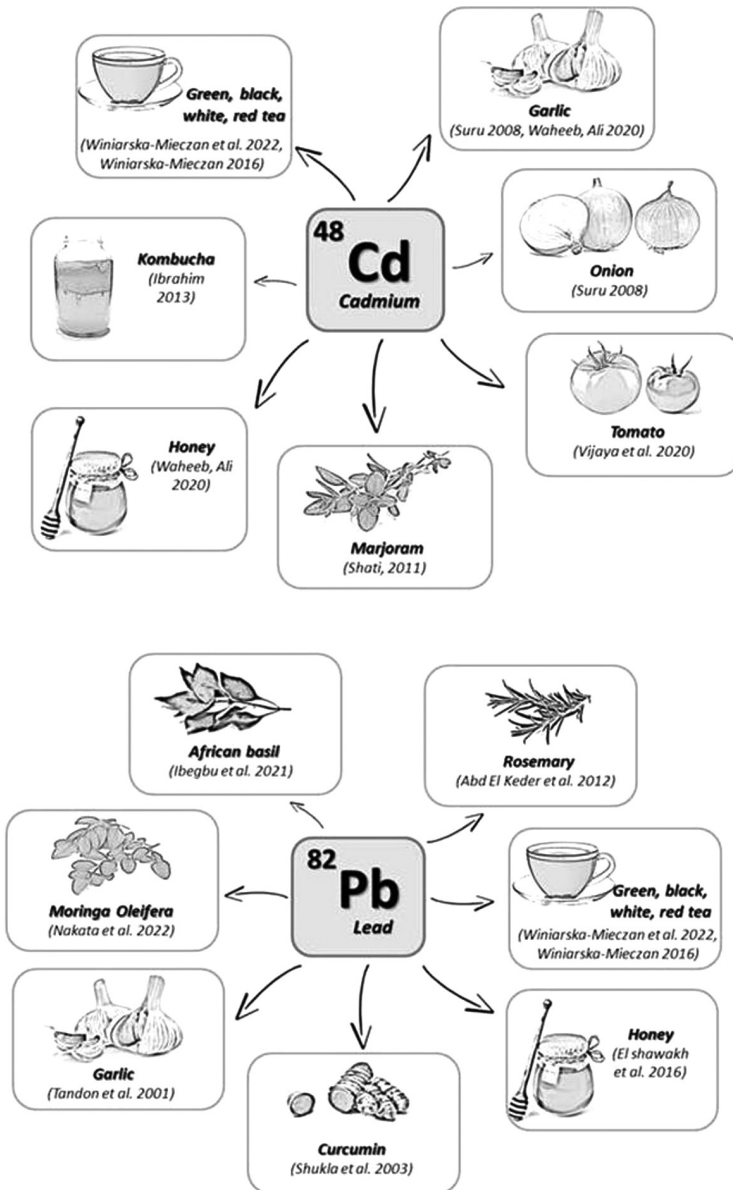 Green, black,
white, red tea
(Winiarska-Mieczan et al. 2022,
Winiarska-Mieczan 2016)
Garlic
(Suru 2008, Waheeb, Ali 2020)
48
Cd
Cadmium
Kombucha
(Ibrahim
2013)
Onion
(Suru 2008)
Honey
(Waheeb, Ali
2020)
Marjoram
(Shati, 2011)
Tomato
(Vijaya et al. 2020)
African basil
(Ibegbu et al. 2021)
Rosemary
(Abd El Keder et al. 2012)
82
Pb
Lead
Moringa Oleifera
(Nakata et al. 2022)
Green, black,
white, red tea
(Winiarska-Mieczan et al. 2022,
Winiarska-Mieczan 2016)
Garlic
(Tandon et al. 2001)
Curcumin
(Shukla et al. 2003)
Honey
(El shawakh
et al. 2016)